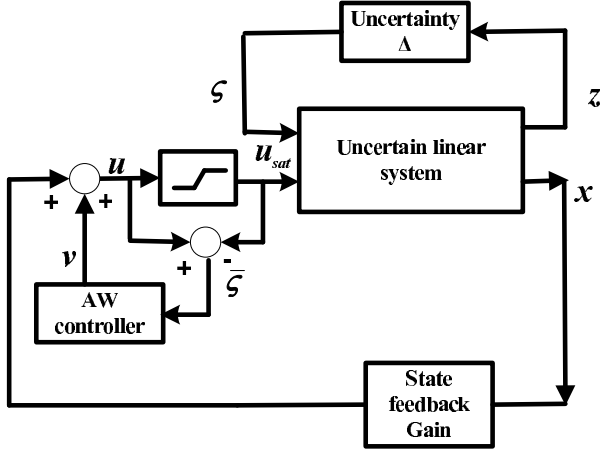 Uncertainty
Δ
ς
z
Uncertain linear
system
u
u_sat
x
+
+
+
-
v
ς̅
AW
controller
State
feedback
Gain